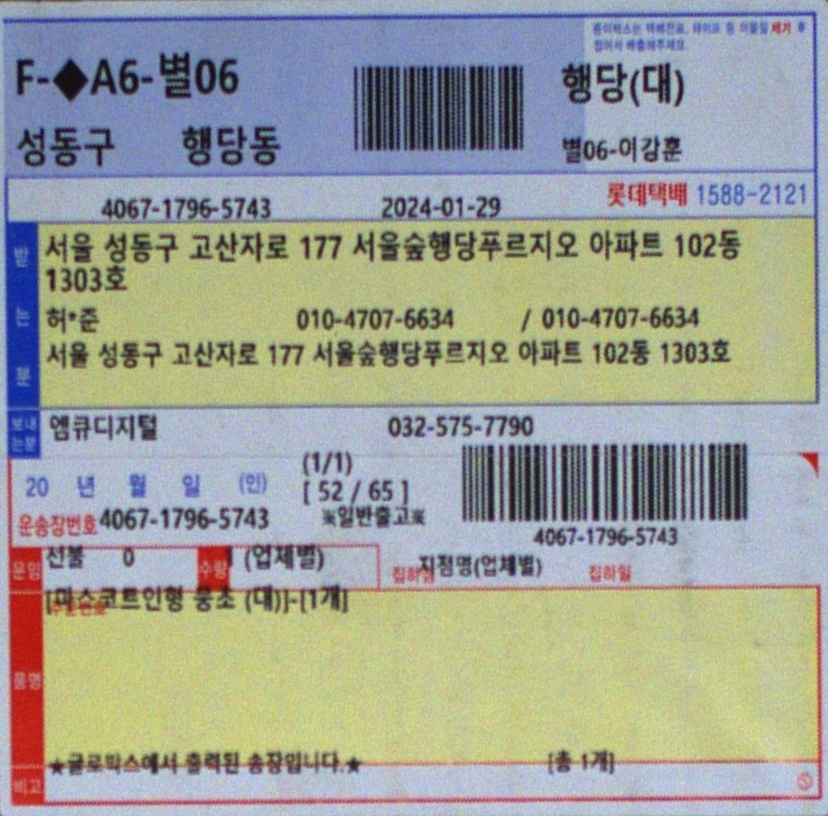 종이박스는 택배전표, 테이프 등 이물질 제거 후
접어서 배출해주세요.
F-◆A6-별06
행당(대)
성동구 행당동
별06-이강훈
4067-1796-5743 2024-01-29 롯데택배 1588-2121
받는분
서울 성동구 고산자로 177 서울숲행당푸르지오 아파트 102동
1303호
허*준 010-4707-6634 / 010-4707-6634
서울 성동구 고산자로 177 서울숲행당푸르지오 아파트 102동 1303호
보내는분
엠큐디지털 032-575-7790
(1/1)
20 년 월 일 (인) [ 52 / 65 ]
운송장번호 4067-1796-5743 ※일반출고※
4067-1796-5743
운임 선불 0 수량 1 (업체별) 집하점 지점명(업체별) 집하일
[마스코트인형 뭉초 (대)]-[1개]
품명
★글로박스에서 출력된 송장입니다.★ [총 1개]
비고